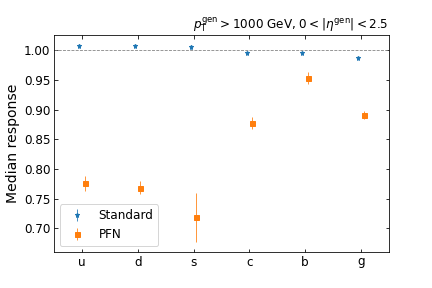 p_T^gen > 1000 GeV, 0 < |η^gen| < 2.5
Median response
1.00
0.95
0.90
0.85
0.80
0.75
0.70
Standard
PFN
u d s c b g